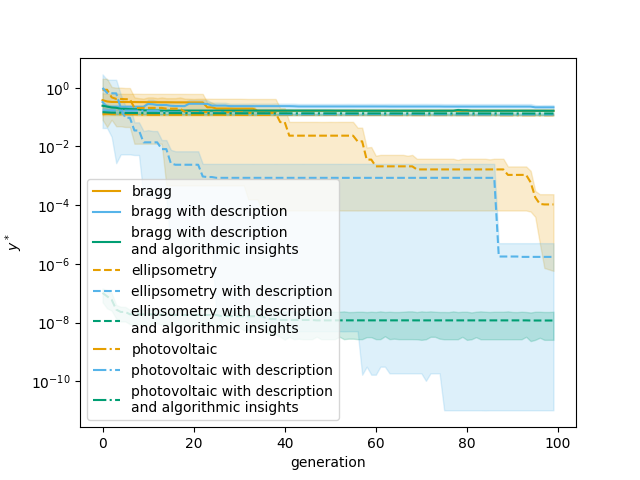 y*
10⁰
10⁻²
10⁻⁴
10⁻⁶
10⁻⁸
10⁻¹⁰
bragg
bragg with description
bragg with description
and algorithmic insights
ellipsometry
ellipsometry with description
ellipsometry with description
and algorithmic insights
photovoltaic
photovoltaic with description
photovoltaic with description
and algorithmic insights
0 20 40 60 80 100
generation